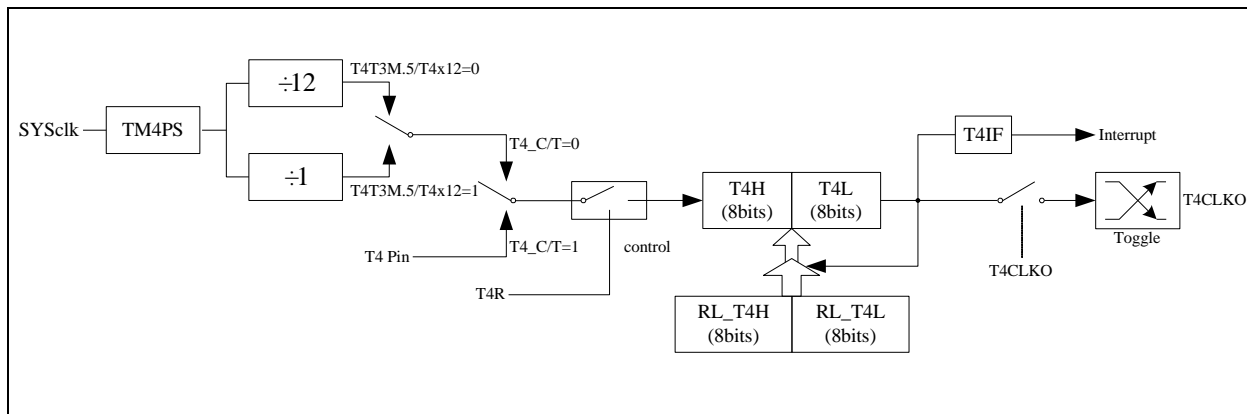 ÷12
T4T3M.5/T4x12=0
SYSclk
TM4PS
÷1
T4T3M.5/T4x12=1
T4_C/T=0
T4 Pin
T4_C/T=1
T4R
control
T4H
(8bits)
T4L
(8bits)
RL_T4H
(8bits)
RL_T4L
(8bits)
T4IF
Interrupt
T4CLKO
Toggle
T4CLKO